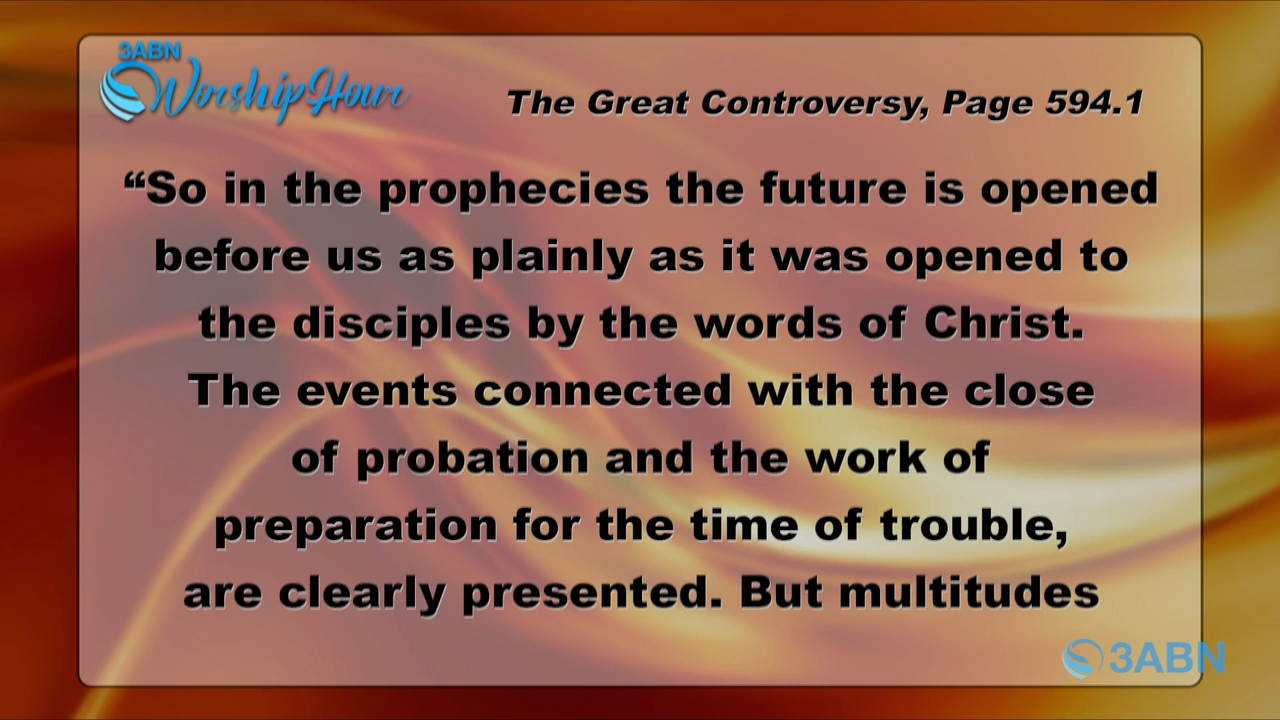 3ABN
Worship Hour
The Great Controversy, Page 594.1
“So in the prophecies the future is opened
before us as plainly as it was opened to
the disciples by the words of Christ.
The events connected with the close
of probation and the work of
preparation for the time of trouble,
are clearly presented. But multitudes
3ABN